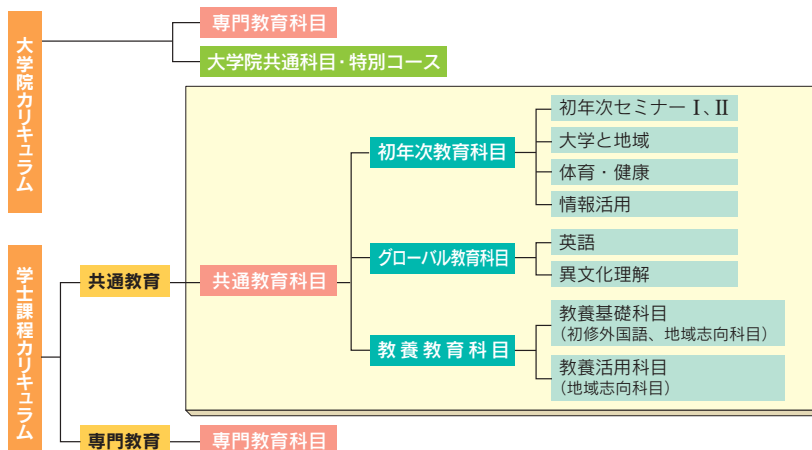 大学院カリキュラム
専門教育科目
大学院共通科目・特別コース
学士課程カリキュラム
共通教育
共通教育科目
初年次教育科目
初年次セミナー Ⅰ、Ⅱ
大学と地域
体育・健康
情報活用
グローバル教育科目
英語
異文化理解
教養教育科目
教養基礎科目
（初修外国語、地域志向科目）
教養活用科目
（地域志向科目）
専門教育
専門教育科目